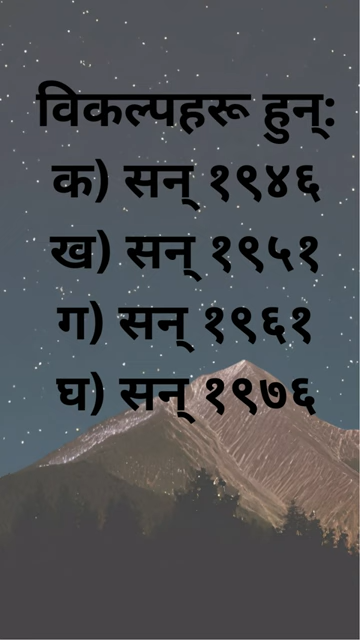 विकल्पहरू हुन्:
क) सन् १९४६
ख) सन् १९५१
ग) सन् १९६१
घ) सन् १९७६